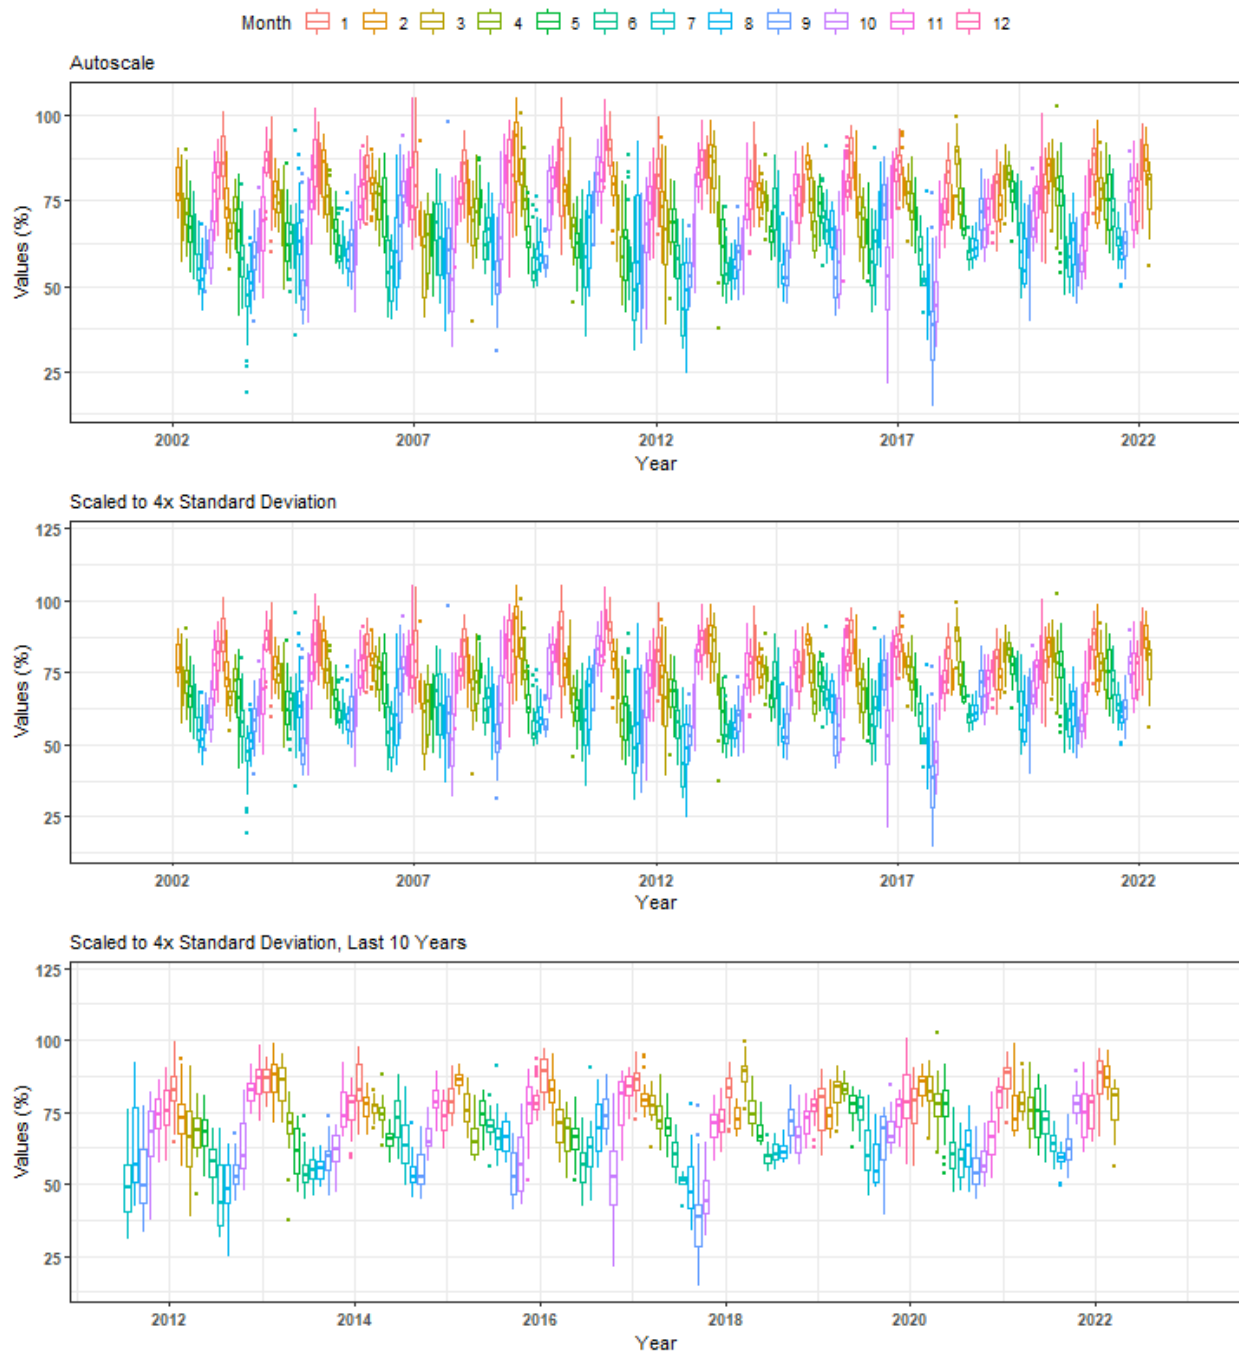 Month 1 2 3 4 5 6 7 8 9 10 11 12
Autoscale
100
75
50
25
Values (%)
2002 2007 2012 2017 2022
Year
Scaled to 4x Standard Deviation
125
100
75
50
25
Values (%)
2002 2007 2012 2017 2022
Year
Scaled to 4x Standard Deviation, Last 10 Years
125
100
75
50
25
Values (%)
2012 2014 2016 2018 2020 2022
Year